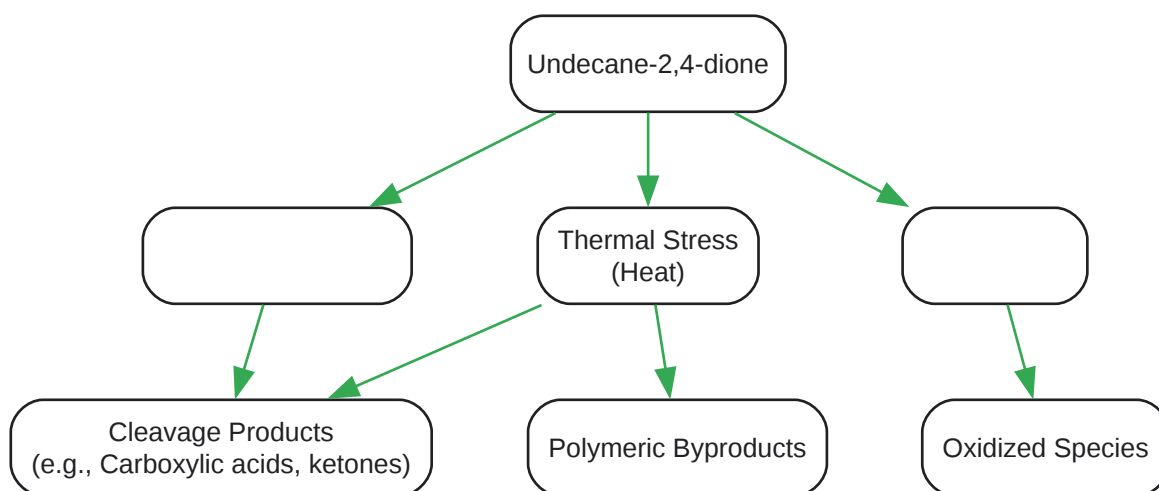 Undecane-2,4-dione
Thermal Stress
(Heat)
Cleavage Products
(e.g., Carboxylic acids, ketones)
Polymeric Byproducts
Oxidized Species